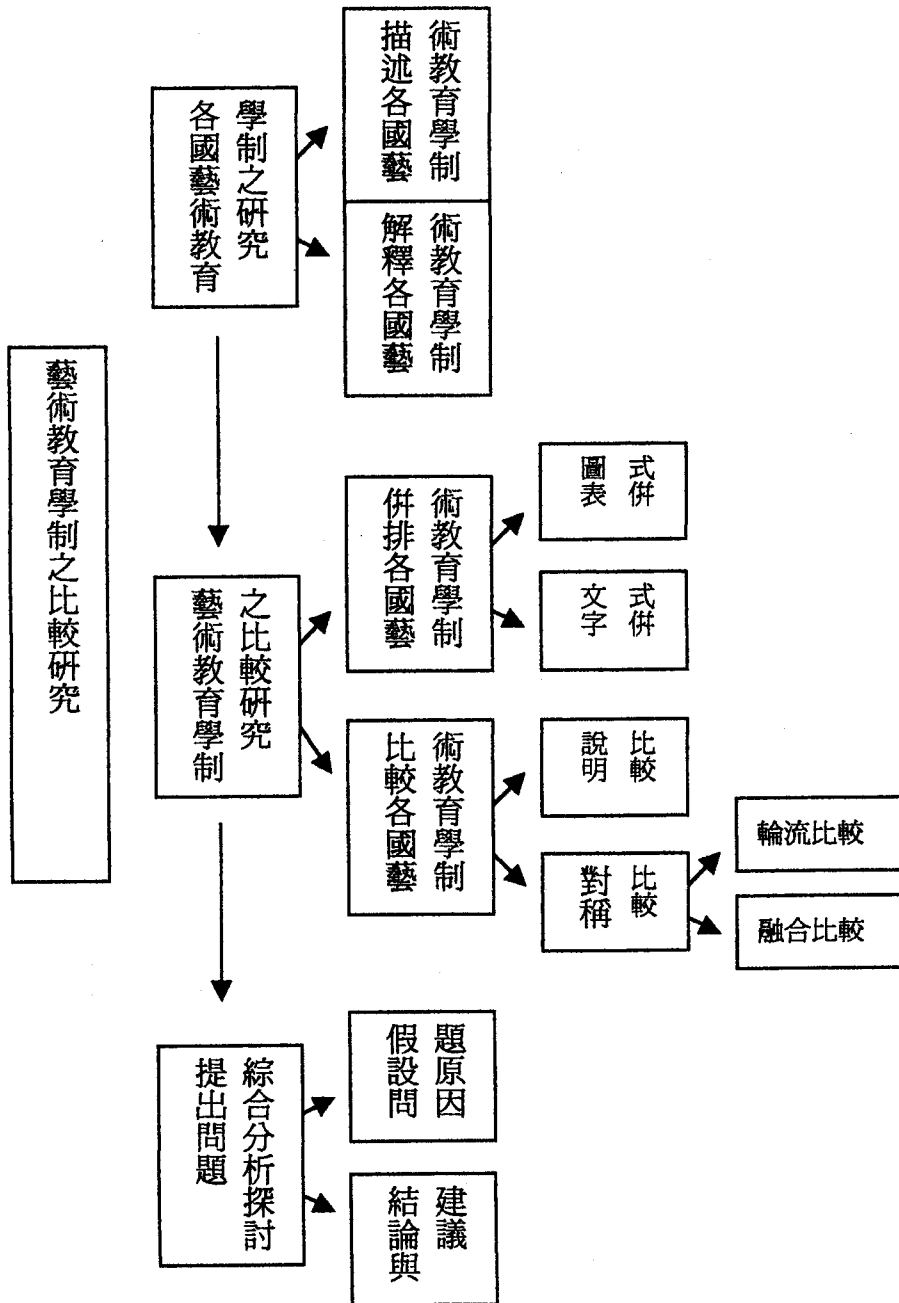 藝術教育學制之比較研究
各國藝術教育
學制之研究
描述各國藝
術教育學制
解釋各國藝
術教育學制
藝術教育學制
之比較研究
併排各國藝
術教育學制
圖表
式併
文字
式併
比較各國藝
術教育學制
說明
比較
對稱
比較
輪流比較
融合比較
提出問題
綜合分析探討
假設問
題原因
結論與
建議